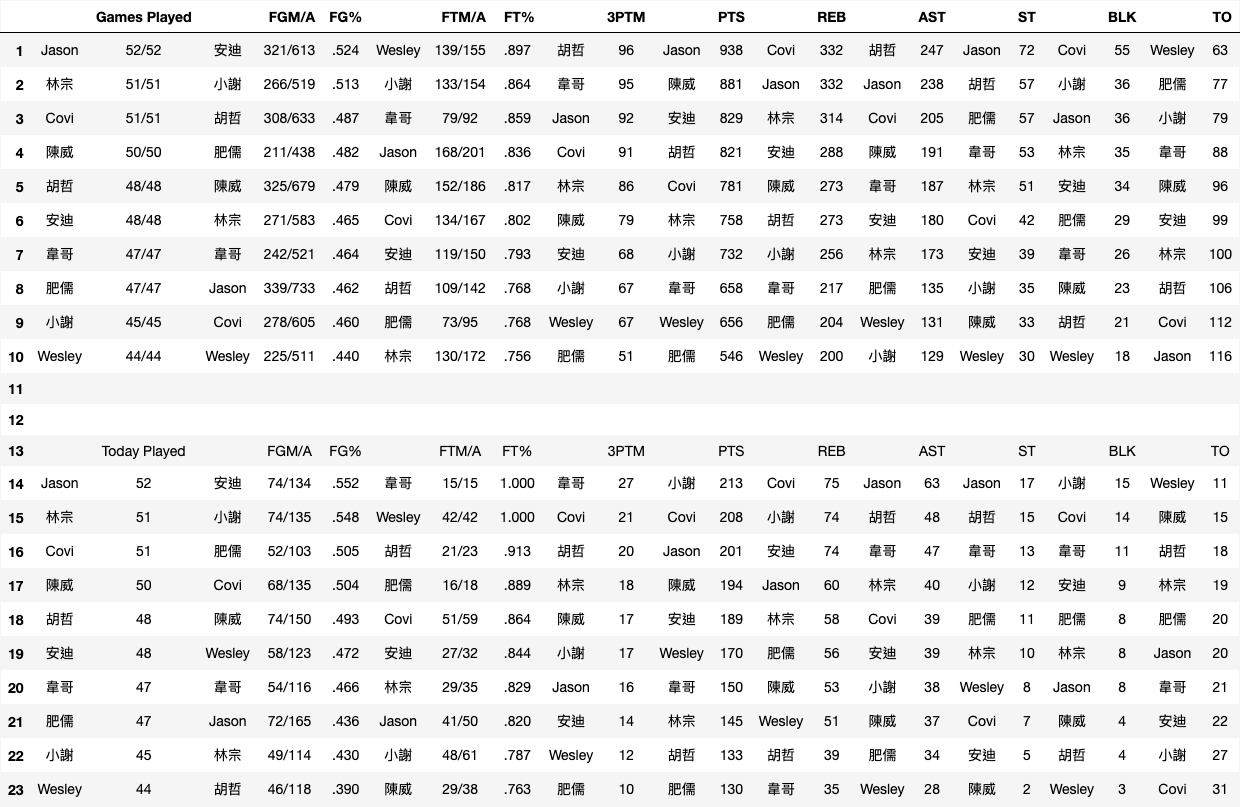 Games Played FGM/A FG% FTM/A FT% 3PTM PTS REB AST ST BLK TO
1 Jason 52/52 安迪 321/613 .524 Wesley 139/155 .897 胡哲 96 Jason 938 Covi 332 胡哲 247 Jason 72 Covi 55 Wesley 63
2 林宗 51/51 小謝 266/519 .513 小謝 133/154 .864 韋哥 95 陳威 881 Jason 332 Jason 238 胡哲 57 小謝 36 肥儒 77
3 Covi 51/51 胡哲 308/633 .487 韋哥 79/92 .859 Jason 92 安迪 829 林宗 314 Covi 205 肥儒 57 Jason 36 小謝 79
4 陳威 50/50 肥儒 211/438 .482 Jason 168/201 .836 Covi 91 胡哲 821 安迪 288 陳威 191 韋哥 53 林宗 35 韋哥 88
5 胡哲 48/48 陳威 325/679 .479 陳威 152/186 .817 林宗 86 Covi 781 陳威 273 韋哥 187 林宗 51 安迪 34 陳威 96
6 安迪 48/48 林宗 271/583 .465 Covi 134/167 .802 陳威 79 林宗 758 胡哲 273 安迪 180 Covi 42 肥儒 29 安迪 99
7 韋哥 47/47 韋哥 242/521 .464 安迪 119/150 .793 安迪 68 小謝 732 小謝 256 林宗 173 安迪 39 韋哥 26 林宗 100
8 肥儒 47/47 Jason 339/733 .462 胡哲 109/142 .768 小謝 67 韋哥 658 韋哥 217 肥儒 135 小謝 35 陳威 23 胡哲 106
9 小謝 45/45 Covi 278/605 .460 肥儒 73/95 .768 Wesley 67 Wesley 656 肥儒 204 Wesley 131 陳威 33 胡哲 21 Covi 112
10 Wesley 44/44 Wesley 225/511 .440 林宗 130/172 .756 肥儒 51 肥儒 546 Wesley 200 小謝 129 Wesley 30 Wesley 18 Jason 116
11
12
13 Today Played FGM/A FG% FTM/A FT% 3PTM PTS REB AST ST BLK TO
14 Jason 52 安迪 74/134 .552 韋哥 15/15 1.000 韋哥 27 小謝 213 Covi 75 Jason 63 Jason 17 小謝 15 Wesley 11
15 林宗 51 小謝 74/135 .548 Wesley 42/42 1.000 Covi 21 Covi 208 小謝 74 胡哲 48 胡哲 15 Covi 14 陳威 15
16 Covi 51 肥儒 52/103 .505 胡哲 21/23 .913 胡哲 20 Jason 201 安迪 74 韋哥 47 韋哥 13 韋哥 11 胡哲 18
17 陳威 50 Covi 68/135 .504 肥儒 16/18 .889 林宗 18 陳威 194 Jason 60 林宗 40 小謝 12 安迪 9 林宗 19
18 胡哲 48 陳威 74/150 .493 Covi 51/59 .864 陳威 17 安迪 189 林宗 58 Covi 39 肥儒 11 肥儒 8 肥儒 20
19 安迪 48 Wesley 58/123 .472 安迪 27/32 .844 小謝 17 Wesley 170 肥儒 56 安迪 39 林宗 10 林宗 8 Jason 20
20 韋哥 47 韋哥 54/116 .466 林宗 29/35 .829 Jason 16 韋哥 150 陳威 53 小謝 38 Wesley 8 Jason 8 韋哥 21
21 肥儒 47 Jason 72/165 .436 Jason 41/50 .820 安迪 14 林宗 145 Wesley 51 陳威 37 Covi 7 陳威 4 安迪 22
22 小謝 45 林宗 49/114 .430 小謝 48/61 .787 Wesley 12 胡哲 133 胡哲 39 肥儒 34 安迪 5 胡哲 4 小謝 27
23 Wesley 44 胡哲 46/118 .390 陳威 29/38 .763 肥儒 10 肥儒 130 韋哥 35 Wesley 28 陳威 2 Wesley 3 Covi 31